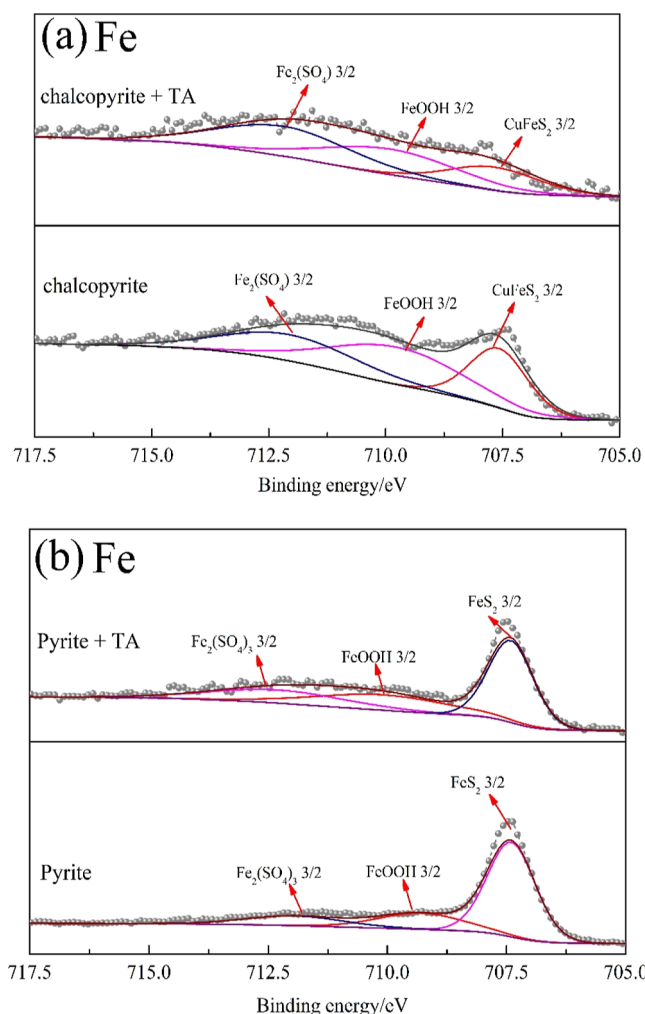 (a) Fe
Fe₂(SO₄) 3/2
chalcopyrite + TA
FeOOH 3/2
CuFeS₂ 3/2
Fe₂(SO₄) 3/2
chalcopyrite
FeOOH 3/2
CuFeS₂ 3/2
717.5 715.0 712.5 710.0 707.5 705.0
Binding energy/eV
(b) Fe
FeS₂ 3/2
Pyrite + TA
Fe₂(SO₄)₃ 3/2
FeOOH 3/2
FeS₂ 3/2
Pyrite
Fe₂(SO₄)₃ 3/2
FeOOH 3/2
717.5 715.0 712.5 710.0 707.5 705.0
Binding energy/eV